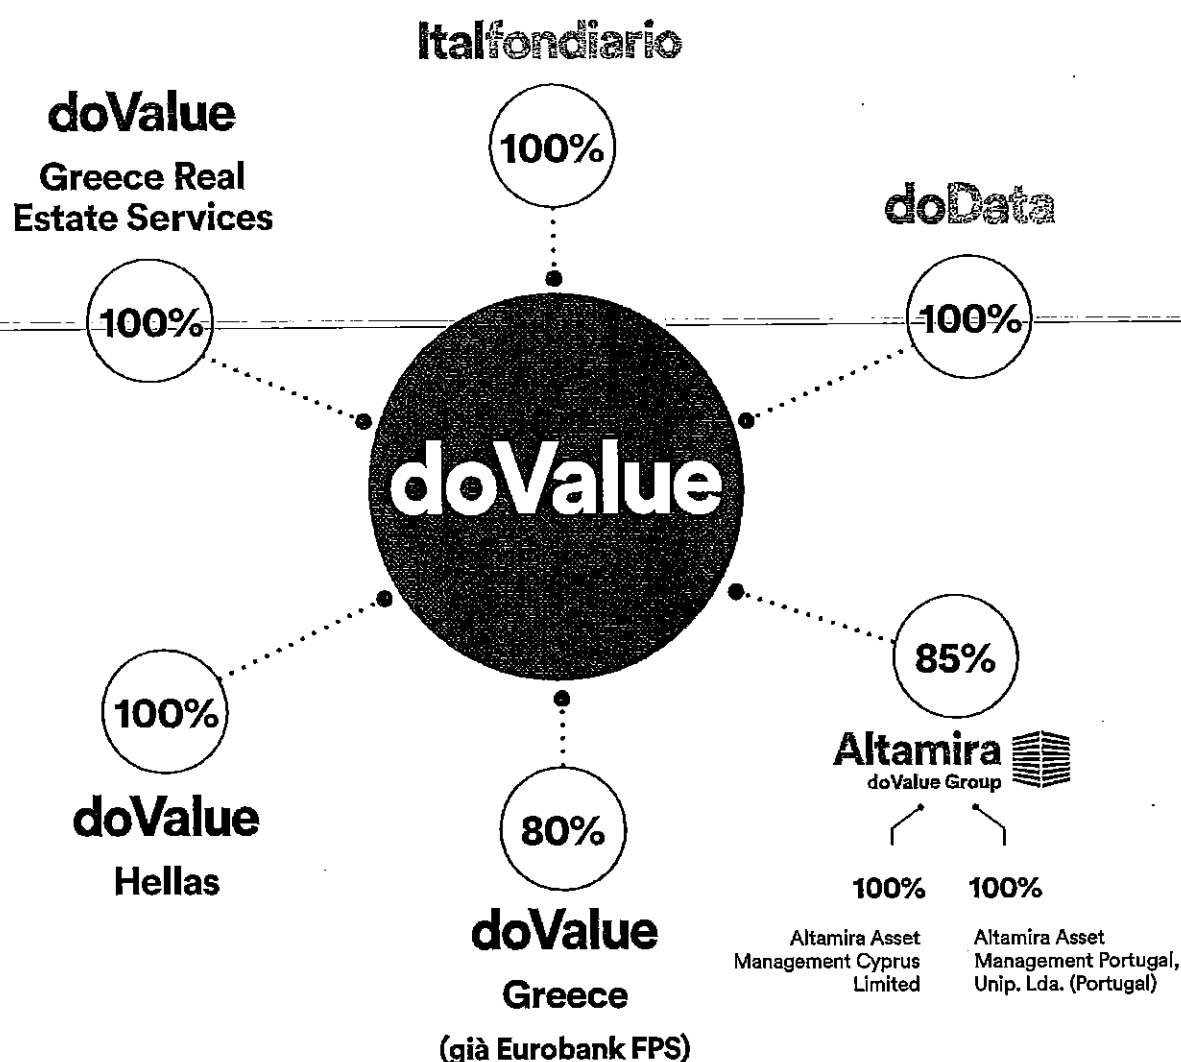 Italfondiario
100%
doValue
Greece Real
Estate Services
100%
doData
100%
doValue
100%
doValue
Hellas
80%
doValue
Greece
(già Eurobank FPS)
85%
Altamira
doValue Group
100%
Altamira Asset
Management Cyprus
Limited
100%
Altamira Asset
Management Portugal,
Unip. Lda. (Portugal)